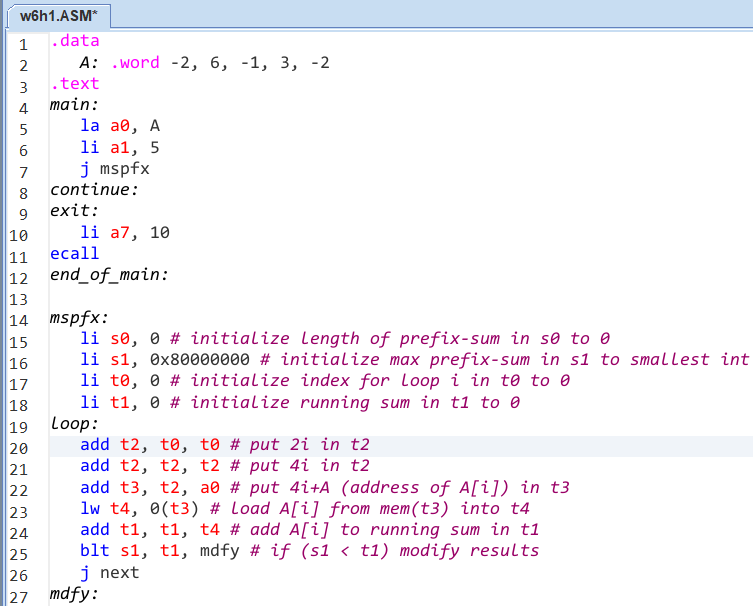 w6h1.ASM*
1 .data
2 A: .word -2, 6, -1, 3, -2
3 .text
4 main:
5 la a0, A
6 li a1, 5
7 j mspfx
8 continue:
9 exit:
10 li a7, 10
11 ecall
12 end_of_main:
13
14 mspfx:
15 li s0, 0 # initialize length of prefix-sum in s0 to 0
16 li s1, 0x80000000 # initialize max prefix-sum in s1 to smallest int
17 li t0, 0 # initialize index for loop i in t0 to 0
18 li t1, 0 # initialize running sum in t1 to 0
19 loop:
20 add t2, t0, t0 # put 2i in t2
21 add t2, t2, t2 # put 4i in t2
22 add t3, t2, a0 # put 4i+A (address of A[i]) in t3
23 lw t4, 0(t3) # load A[i] from mem(t3) into t4
24 add t1, t1, t4 # add A[i] to running sum in t1
25 blt s1, t1, mdfy # if (s1 < t1) modify results
26 j next
27 mdfy: